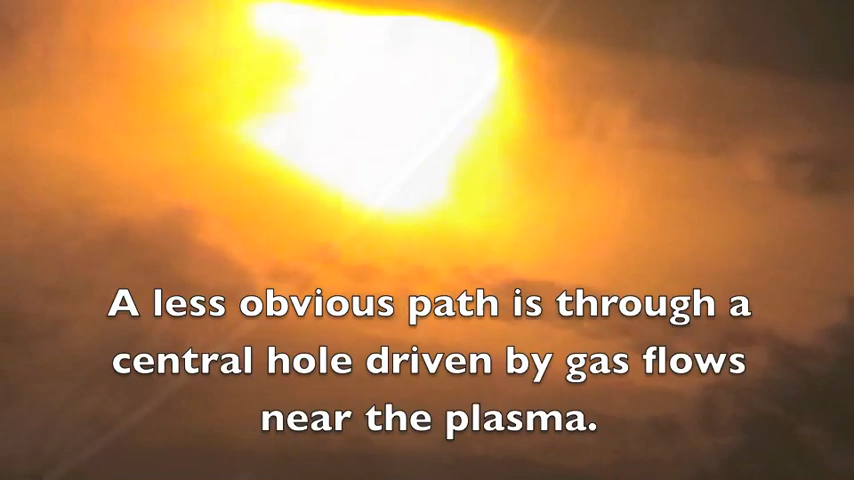 A less obvious path is through a
central hole driven by gas flows
near the plasma.